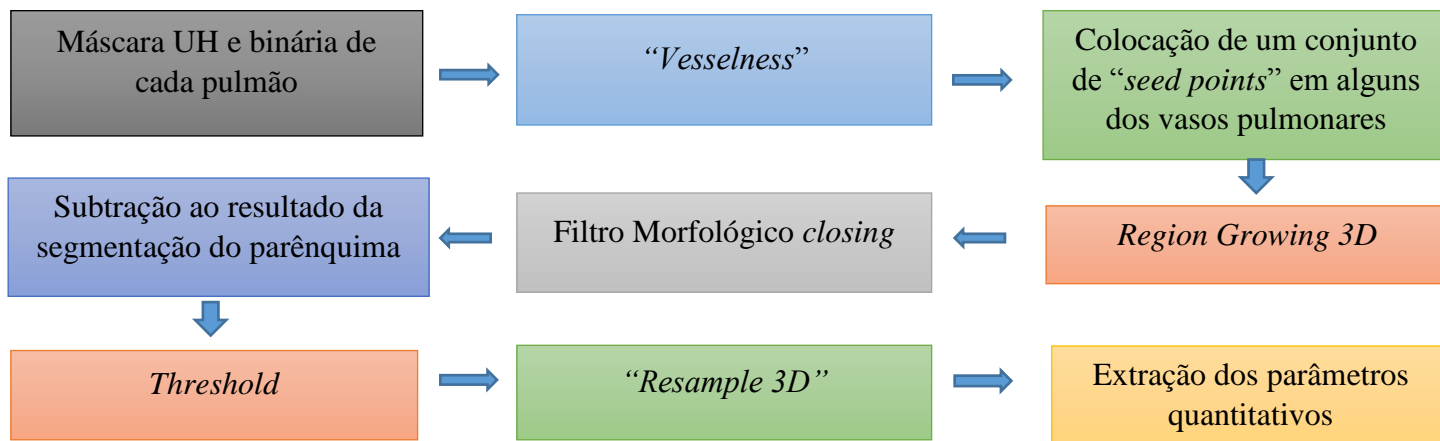 Máscara UH e binária de
cada pulmão
“Vesselness”
Colocação de um conjunto
de “seed points” em alguns
dos vasos pulmonares
Region Growing 3D
Filtro Morfológico closing
Subtração ao resultado da
segmentação do parênquima
Threshold
“Resample 3D”
Extração dos parâmetros
quantitativos